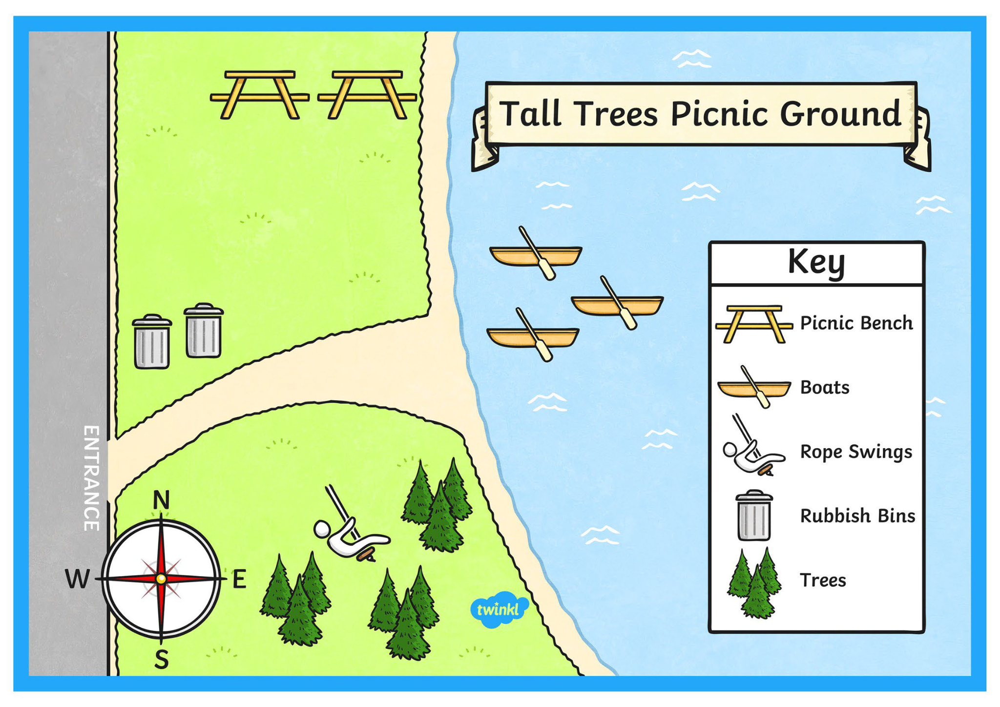 Tall Trees Picnic Ground
Key
Picnic Bench
Boats
Rope Swings
Rubbish Bins
Trees
ENTRANCE
N
W
E
S
twinkl